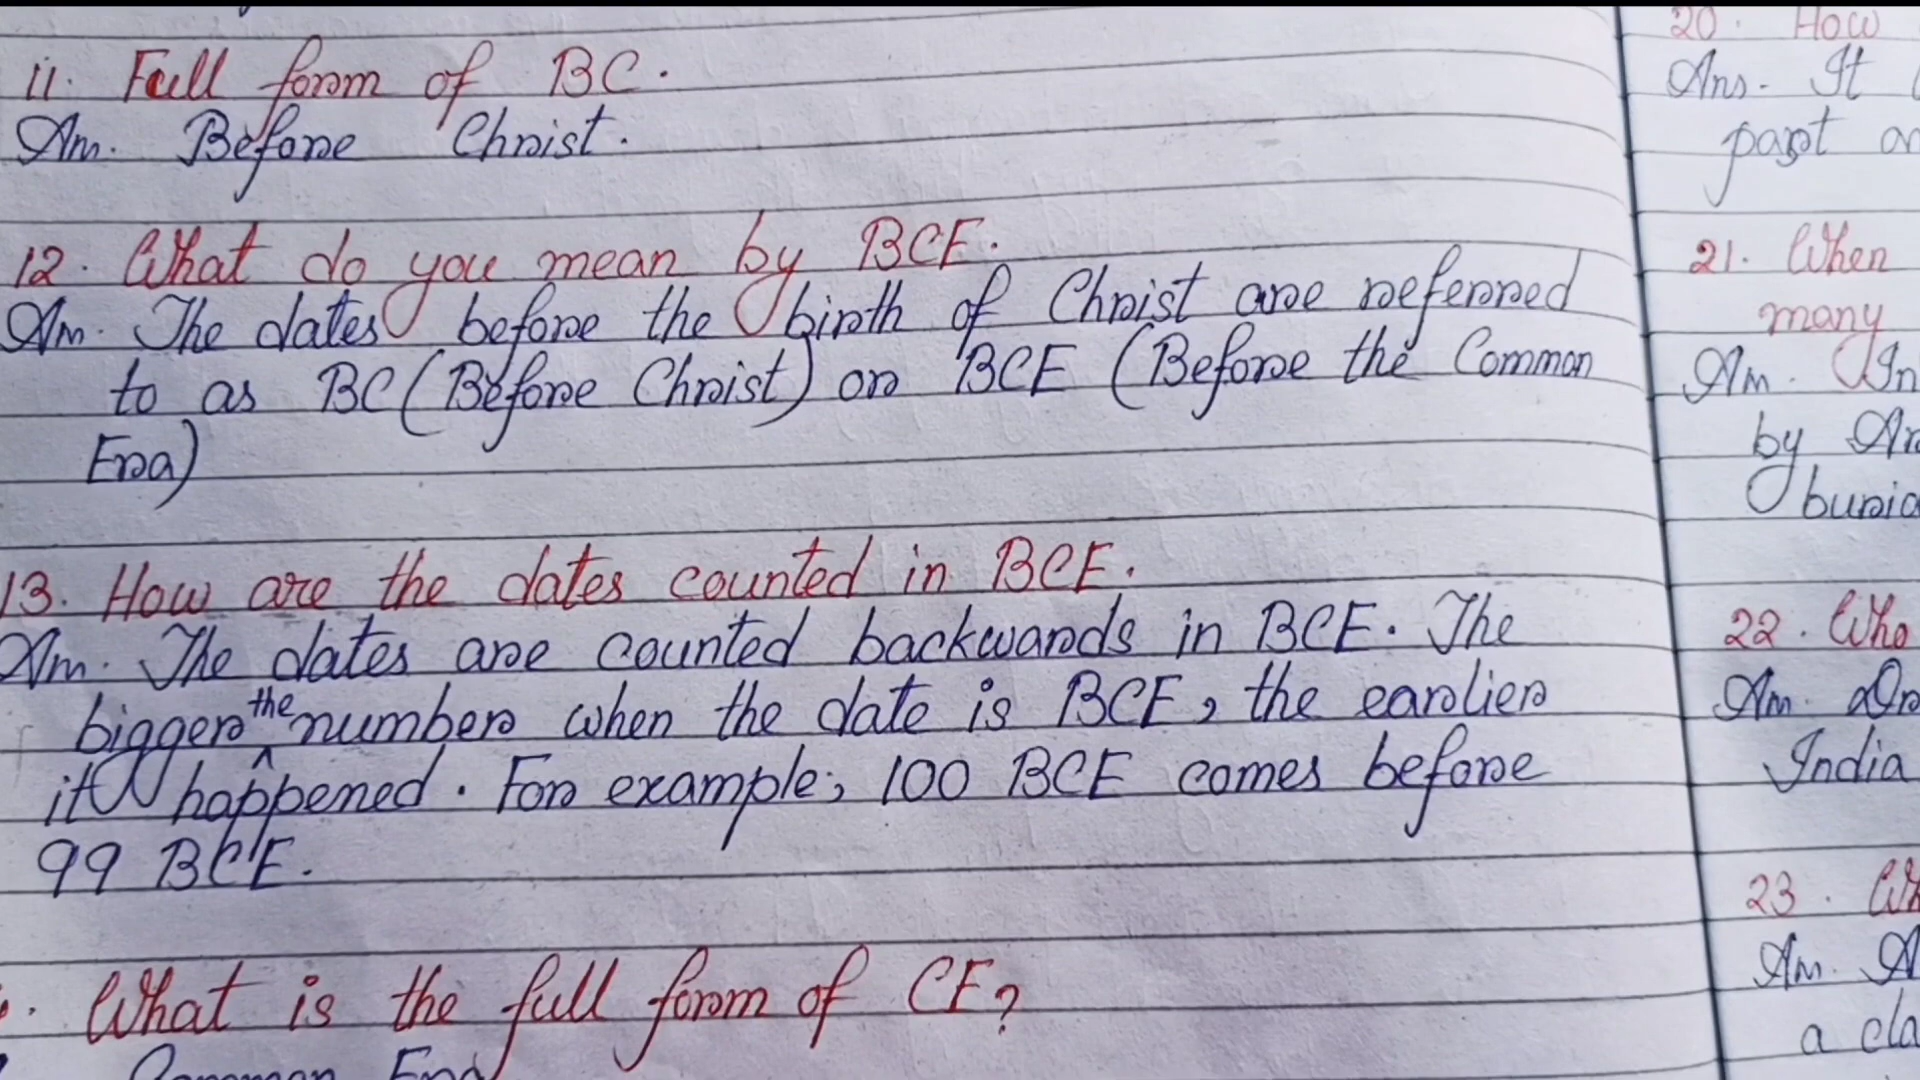 11. Full form of BC.
Ans. Before Christ.
12. What do you mean by BCE.
Ans. The dates before the birth of Christ are referred
to as BC (Before Christ) or BCE (Before the Common
Era)
13. How are the dates counted in BCE.
Ans. The dates are counted backwards in BCE. The
bigger the number when the date is BCE, the earlier
it happened. For example; 100 BCE comes before
99 BCE.
What is the full form of CE?
Common Era
20. How
Ans. It
past
21. When
many
Ans. In
by
22. Who
Ans. Dr
India
23.
Ans. A
a